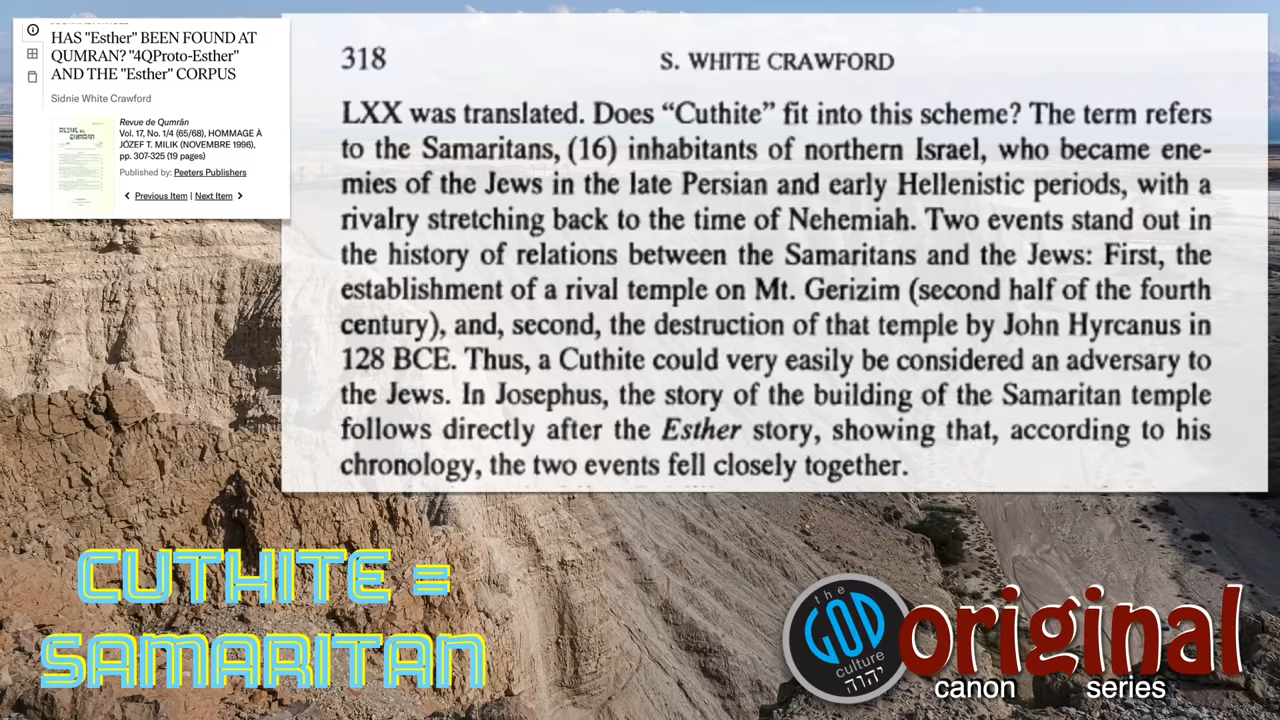 HAS "Esther" BEEN FOUND AT
QUMRAN? "4QProto-Esther"
AND THE "Esther" CORPUS
Sidnie White Crawford
Revue de Qumrân
Vol. 17, No. 1/4 (65/68), HOMMAGE À
JÓZEF T. MILIK (NOVEMBRE 1996),
pp. 307-325 (19 pages)
Published by: Peeters Publishers
Previous Item | Next Item
318 S. WHITE CRAWFORD
LXX was translated. Does “Cuthite” fit into this scheme? The term refers
to the Samarians, (16) inhabitants of northern Israel, who became ene-
mies of the Jews in the late Persian and early Hellenistic periods, with a
rivalry stretching back to the time of Nehemiah. Two events stand out in
the history of relations between the Samaritans and the Jews: First, the
establishment of a rival temple on Mt. Gerizim (second half of the fourth
century), and, second, the destruction of that temple by John Hyrcanus in
128 BCE. Thus, a Cuthite could very easily be considered an adversary to
the Jews. In Josephus, the story of the building of the Samaritan temple
follows directly after the Esther story, showing that, according to his
chronology, the two events fell closely together.
CUTHITE =
SAMARITAN
the
GOD
culture
יהוה
original
canon series